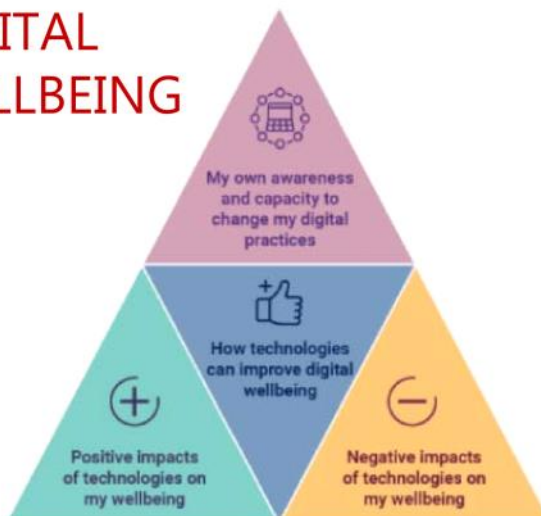 ITAL
LLBEING
My own awareness
and capacity to
change my digital
practices
How technologies
can improve digital
wellbeing
Positive impacts
of technologies on
my wellbeing
Negative impacts
of technologies on
my wellbeing